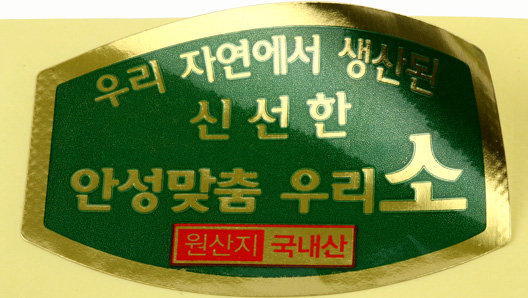 우리 자연에서 생산된
신선한
안성맞춤 우리소
원산지 국내산